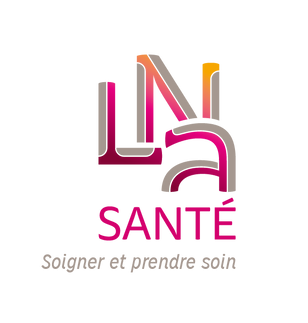 LNa
SANTÉ
Soigner et prendre soin